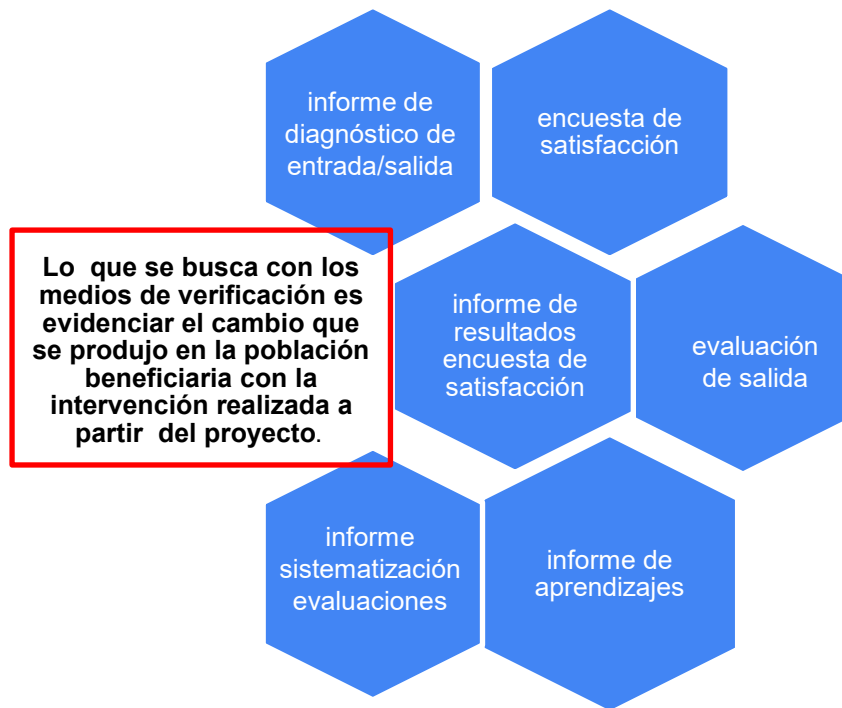 informe de
diagnóstico de
entrada/salida
encuesta de
satisfacción
Lo que se busca con los
medios de verificación es
evidenciar el cambio que
se produjo en la población
beneficiaria con la
intervención realizada a
partir del proyecto.
informe de
resultados
encuesta de
satisfacción
evaluación
de salida
informe
sistematización
evaluaciones
informe de
aprendizajes